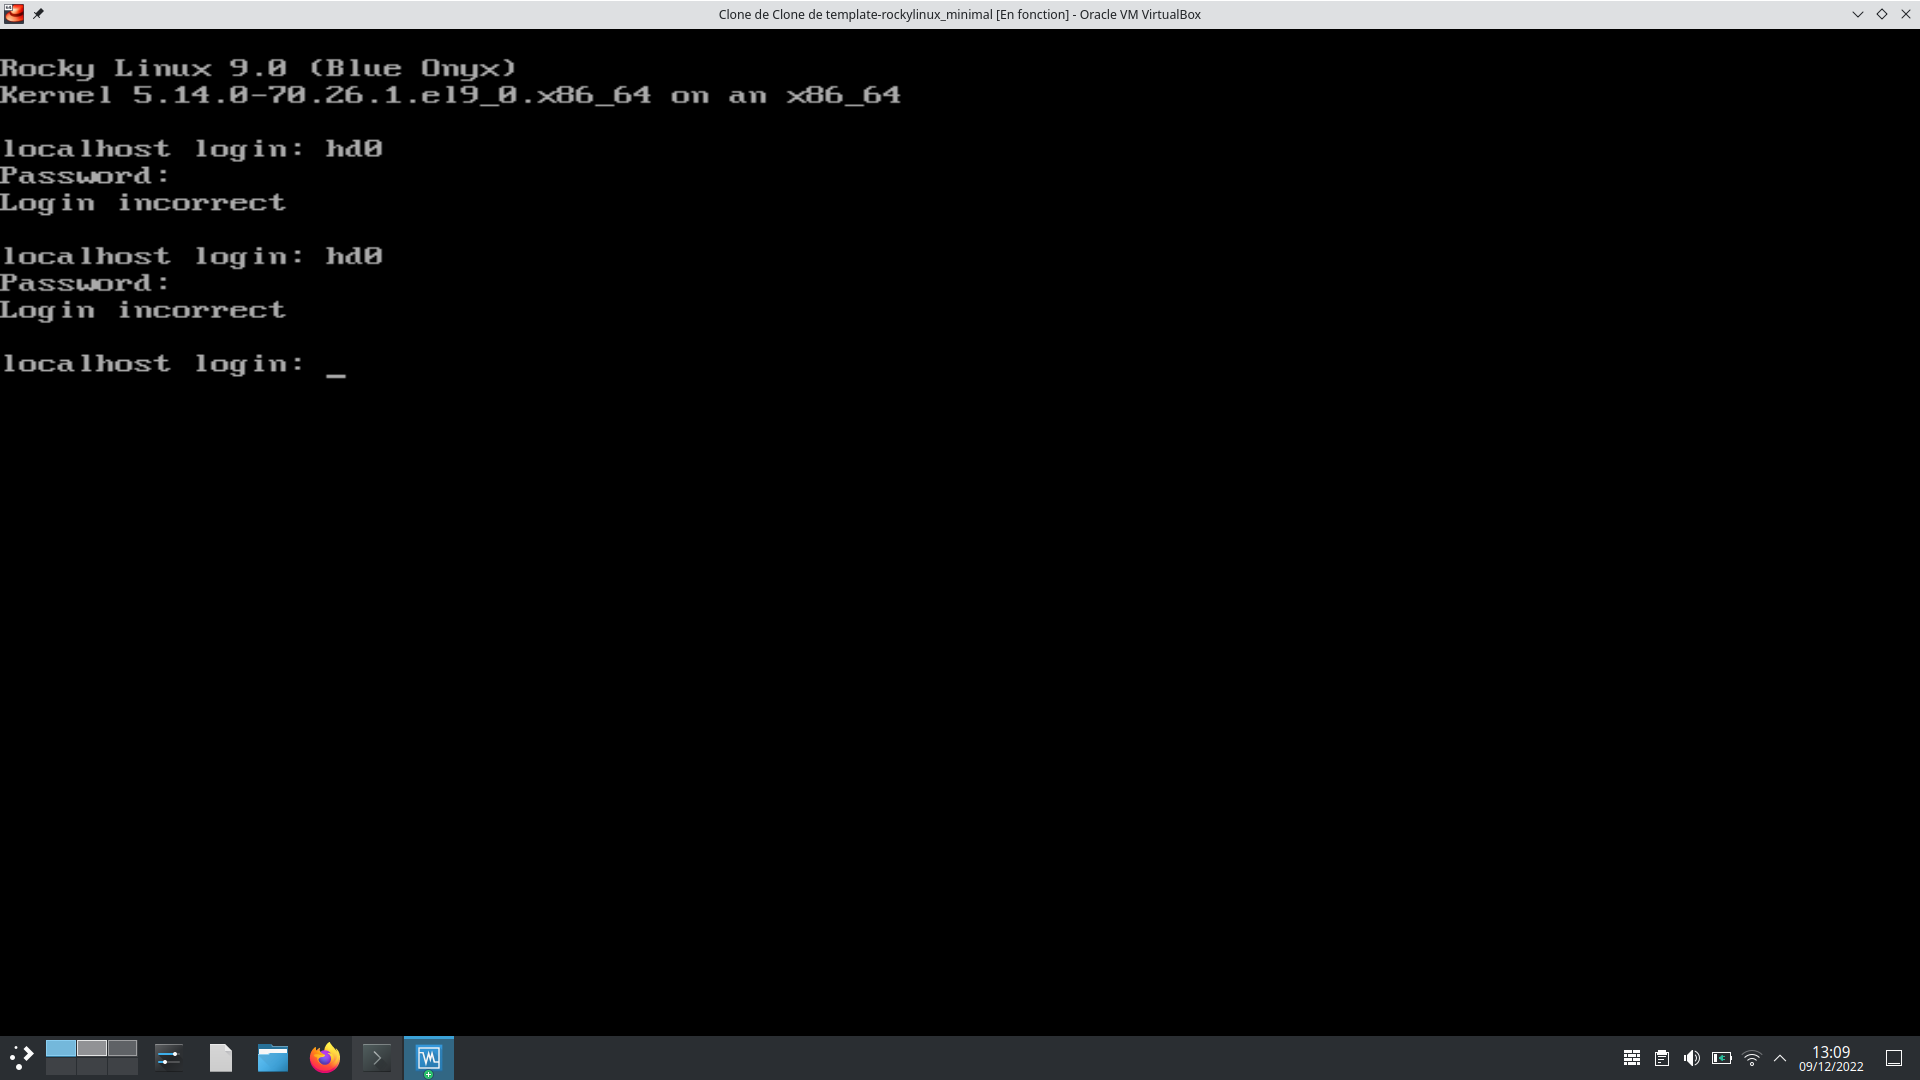 Clone de Clone de template-rockylinux_minimal [En fonction] - Oracle VM VirtualBox
Rocky Linux 9.0 (Blue Onyx)
Kernel 5.14.0-70.26.1.el9_0.x86_64 on an x86_64
localhost login: hd0
Password:
Login incorrect
localhost login: hd0
Password:
Login incorrect
localhost login: _
13:09
09/12/2022